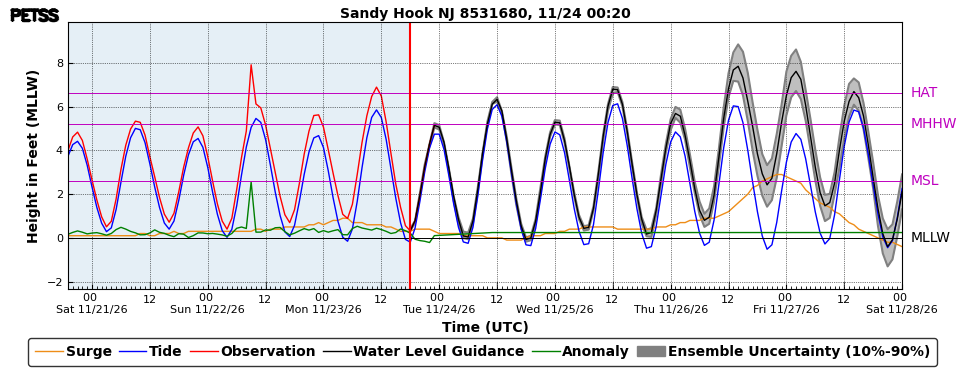 PETSS
Sandy Hook NJ 8531680, 11/24 00:20
Height in Feet (MLLW)
8
6
4
2
0
−2
HAT
MHHW
MSL
MLLW
00 12 00 12 00 12 00 12 00 12 00 12 00 12 00
Sat 11/21/26 Sun 11/22/26 Mon 11/23/26 Tue 11/24/26 Wed 11/25/26 Thu 11/26/26 Fri 11/27/26 Sat 11/28/26
Time (UTC)
Surge Tide Observation Water Level Guidance Anomaly Ensemble Uncertainty (10%-90%)